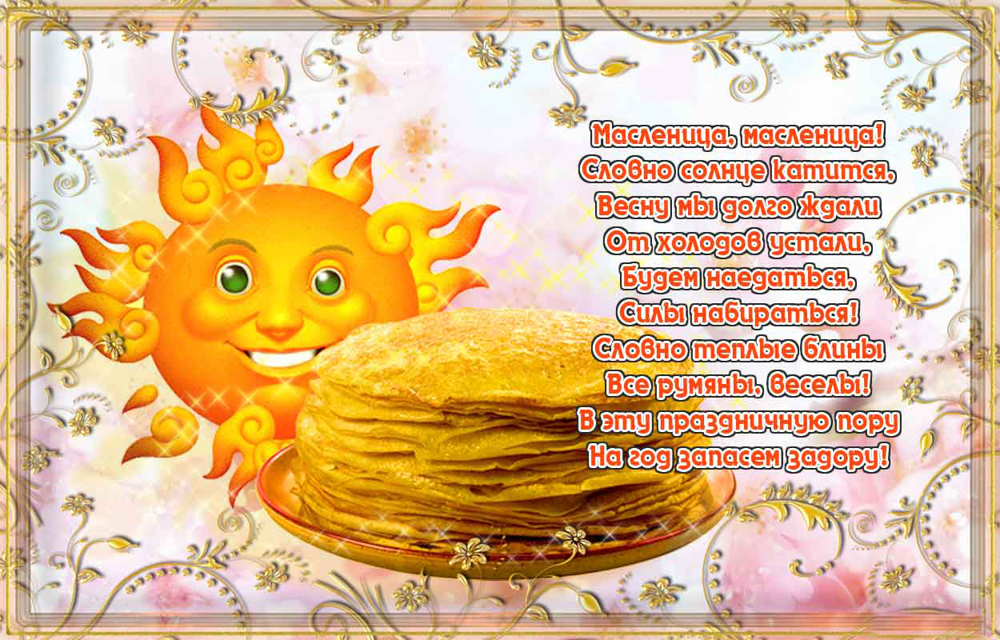 Масленица, масленица!
Словно солнце катится,
Весну мы долго ждали
От холодов устали,
Будем наедаться,
Силы набираться!
Словно теплые блины
Все румяны, веселы!
В эту праздничную пору
На год запасем задору!